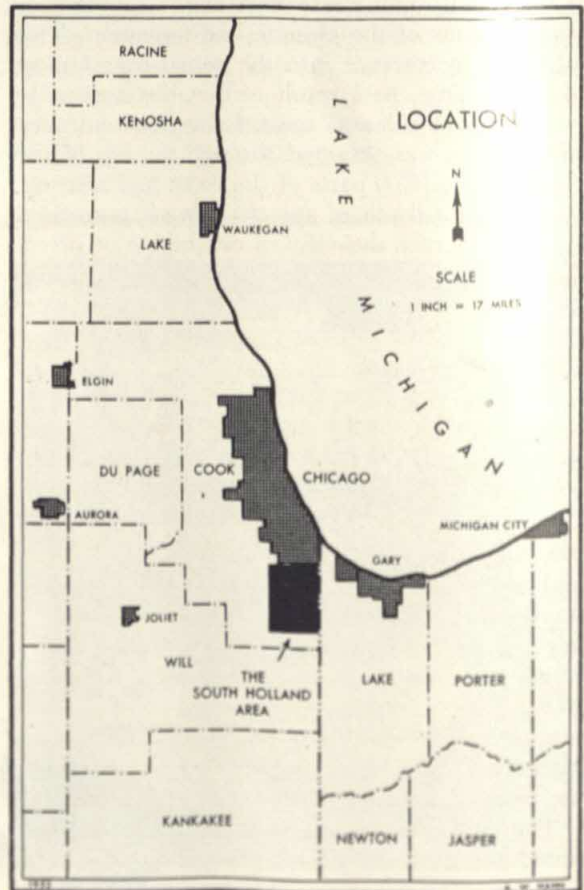 RACINE
KENOSHA
LAKE
MICHIGAN
LOCATION
N
SCALE
1 INCH = 17 MILES
LAKE
WAUKEGAN
ELGIN
DU PAGE
COOK
CHICAGO
AURORA
MICHIGAN CITY
GARY
JOLIET
WILL
THE
SOUTH HOLLAND
AREA
LAKE
PORTER
KANKAKEE
NEWTON
JASPER